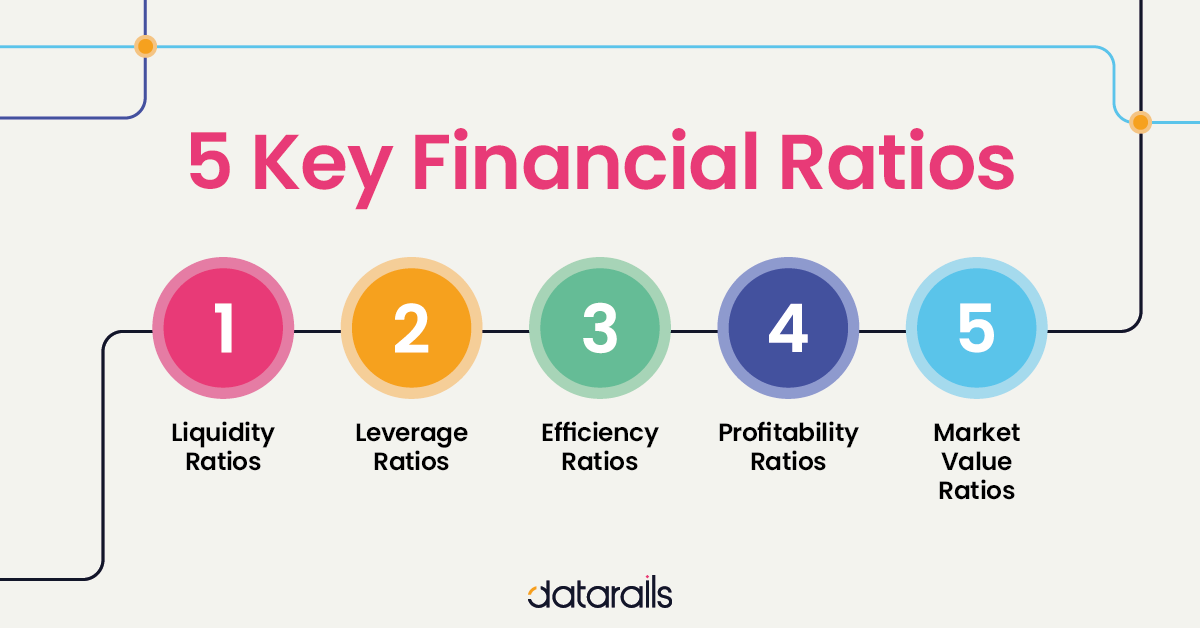 5 Key Financial Ratios
1
2
3
4
5
Liquidity
Ratios
Leverage
Ratios
Efficiency
Ratios
Profitability
Ratios
Market
Value
Ratios
datarails